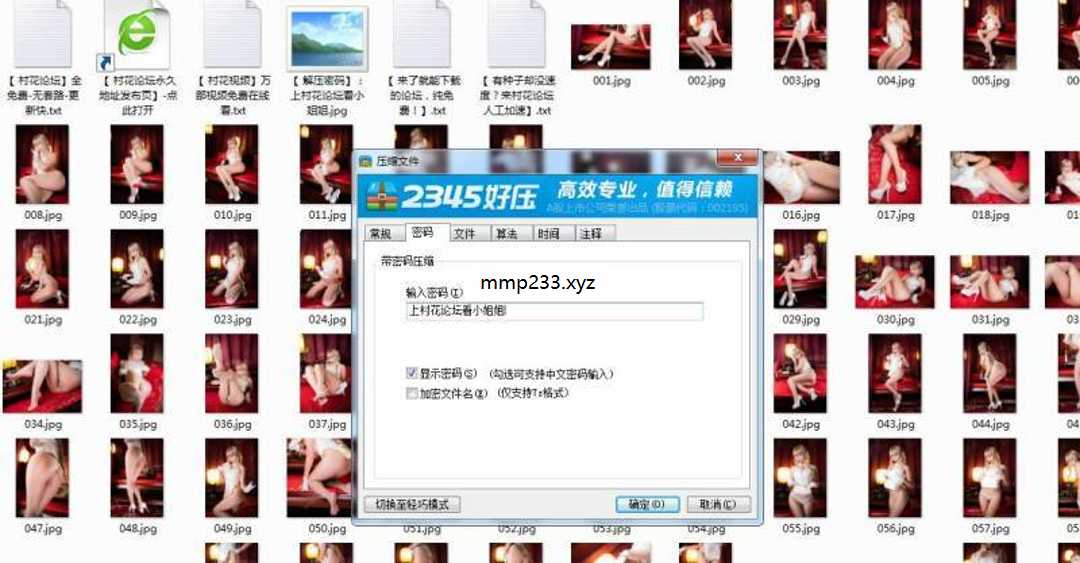 【 村花论坛】全
免费-无套路-更
新快.txt
【 村花论坛永久
地址发布页】-点
此打开
【村花视频】万
部视频免费在线
看.txt
【 解压密码】：
上村花论坛看小
姐姐.jpg
【 来了就能下载
的论坛，纯免
费！】.txt
【 有种子却没速
度？来村花论坛
人工加速】.txt
001.jpg
002.jpg
003.jpg
004.jpg
005.jpg
008.jpg
009.jpg
010.jpg
011.jpg
016.jpg
017.jpg
018.jpg
021.jpg
022.jpg
023.jpg
024.jpg
029.jpg
030.jpg
031.jpg
034.jpg
035.jpg
036.jpg
037.jpg
042.jpg
043.jpg
044.jpg
047.jpg
048.jpg
049.jpg
050.jpg
051.jpg
052.jpg
053.jpg
054.jpg
055.jpg
056.jpg
057.jpg
压缩文件
2345好压
高效专业，值得信赖
A股上市公司荣誉出品 (股票代码：002195)
常规 密码 文件 算法 时间 注释
带密码压缩
mmp233.xyz
输入密码(I)
上村花论坛看小姐姐
显示密码(S) (勾选可支持中文密码输入)
加密文件名(E) (仅支持7z格式)
切换至轻巧模式
确定(O)
取消(C)